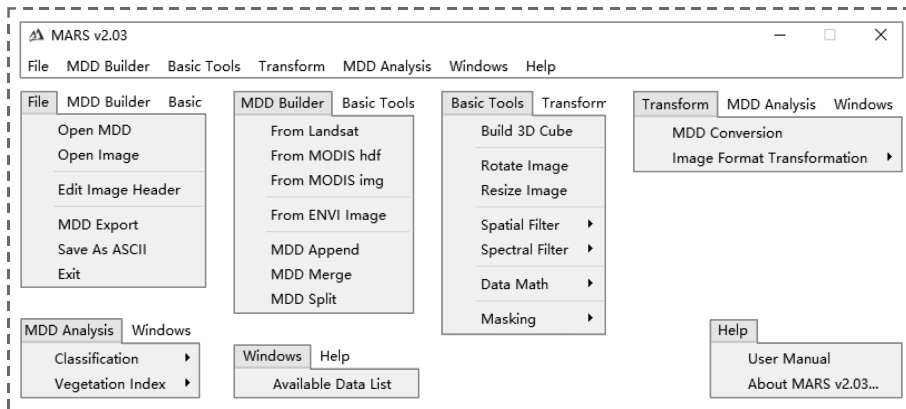 MARS v2.03
File MDD Builder Basic Tools Transform MDD Analysis Windows Help
File MDD Builder Basic
Open MDD
Open Image
Edit Image Header
MDD Export
Save As ASCII
Exit
MDD Builder Basic Tools
From Landsat
From MODIS hdf
From MODIS img
From ENVI Image
MDD Append
MDD Merge
MDD Split
Basic Tools Transform
Build 3D Cube
Rotate Image
Resize Image
Spatial Filter
Spectral Filter
Data Math
Masking
Transform MDD Analysis Windows
MDD Conversion
Image Format Transformation
MDD Analysis Windows
Classification
Vegetation Index
Windows Help
Available Data List
Help
User Manual
About MARS v2.03...